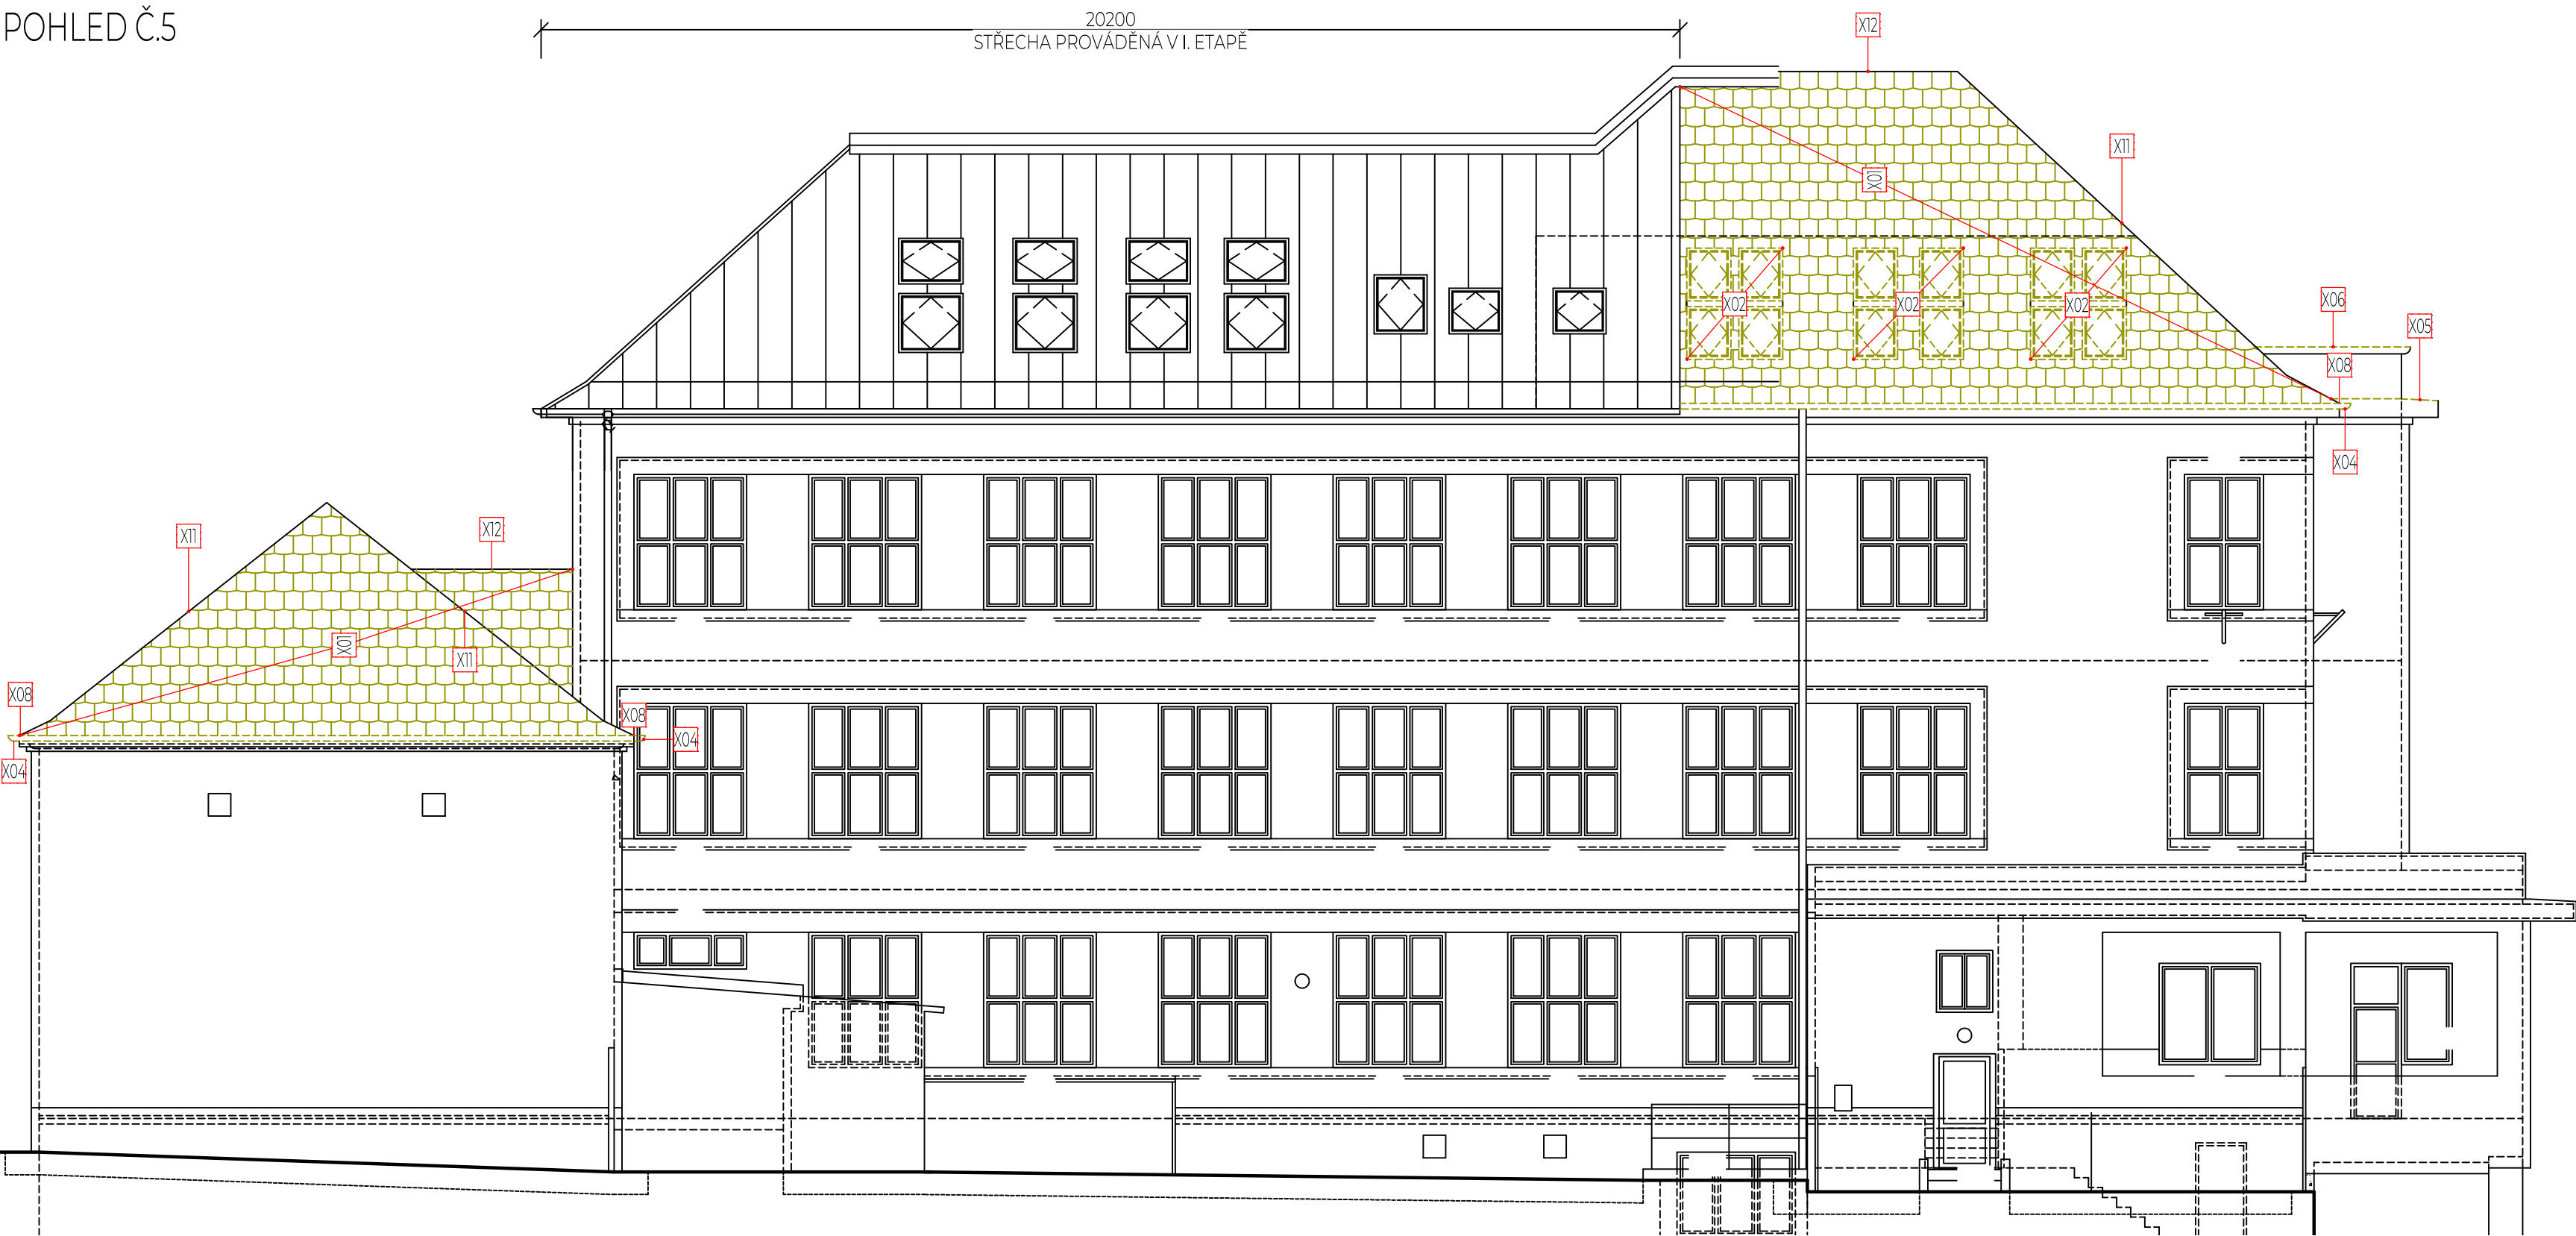 POHLED Č.5
20200
STŘECHA PROVÁDĚNÁ V I. ETAPĚ
X12
X11
X01
X02
X02
X02
X06
X05
X08
X04
X11
X12
X01
X11
X08
X08
X04
X04